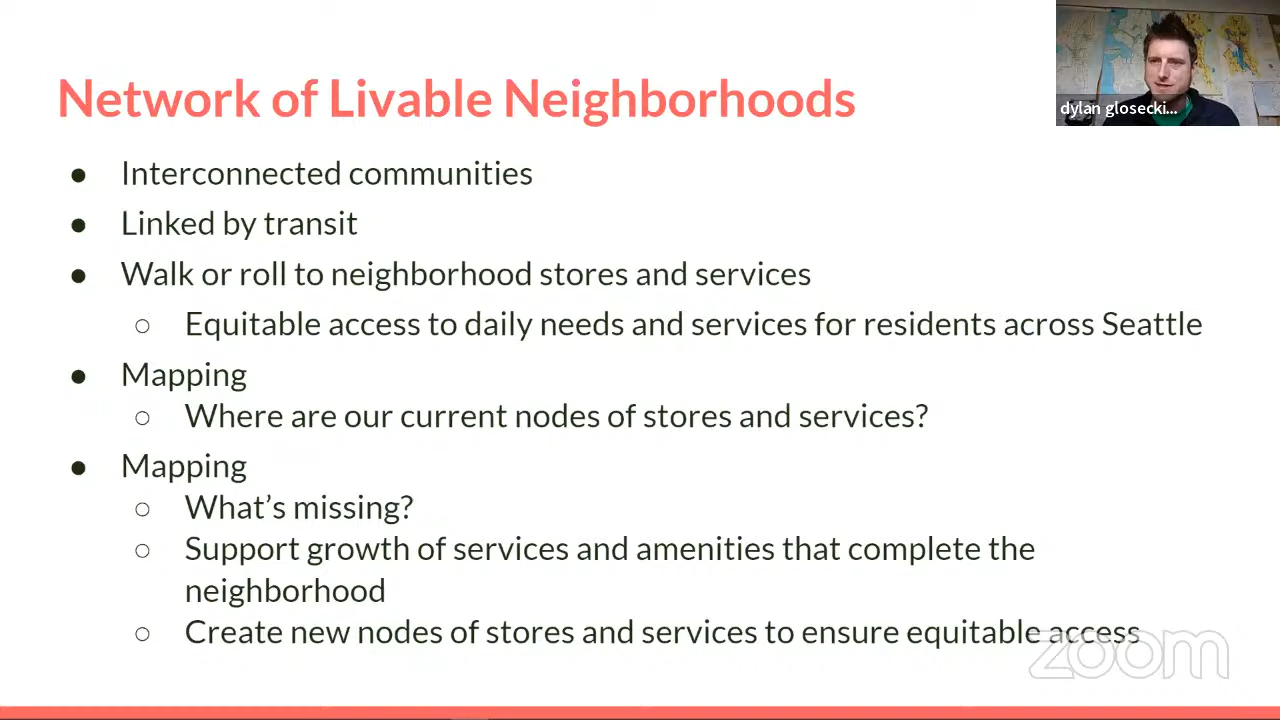 Network of Livable Neighborhoods
dylan glosecki...
● Interconnected communities
● Linked by transit
● Walk or roll to neighborhood stores and services
○ Equitable access to daily needs and services for residents across Seattle
● Mapping
○ Where are our current nodes of stores and services?
● Mapping
○ What’s missing?
○ Support growth of services and amenities that complete the
neighborhood
○ Create new nodes of stores and services to ensure equitable access
zoom